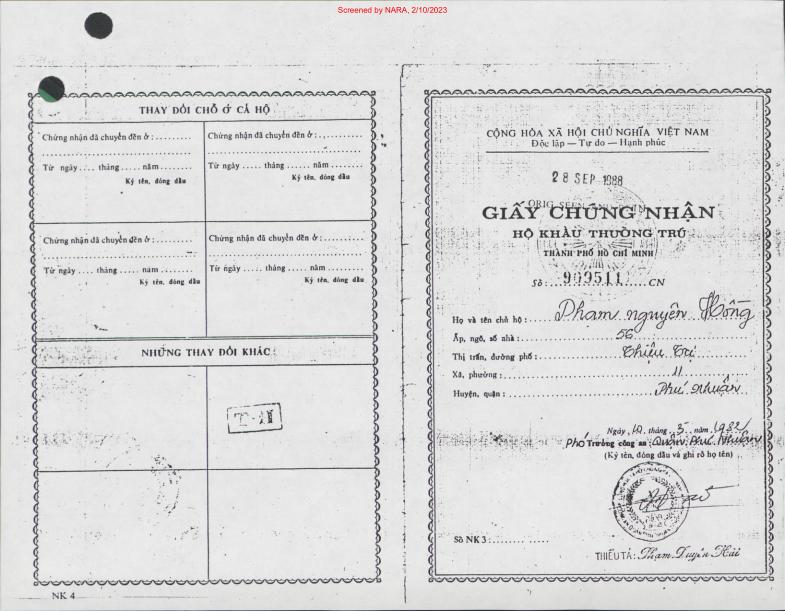 Screened by NARA, 2/10/2023
THAY ĐỔI CHỖ Ở CẢ HỘ
Chứng nhận đã chuyển đến ở :.........
Từ ngày ..... tháng ...... năm ........
Ký tên, đóng dấu
Chứng nhận đã chuyển đến ở :..........
Từ ngày ..... tháng ...... năm ........
Ký tên, đóng dấu
Chứng nhận đã chuyển đến ở :.........
Từ ngày .... tháng .... năm ........
Ký tên, đóng dấu
Chứng nhận đã chuyển đến ở :..........
Từ ngày ..... tháng .... năm ........
Ký tên, đóng dấu
NHỮNG THAY ĐỔI KHÁC :
T-11
NK 4
CỘNG HÒA XÃ HỘI CHỦ NGHĨA VIỆT NAM
Độc lập — Tự do — Hạnh phúc
28 SEP 1988
ORIG SEEN
GIẤY CHỨNG NHẬN
HỘ KHẨU THƯỜNG TRÚ
THÀNH PHỐ HỒ CHÍ MINH
Số :. 909511 .....CN
Họ và tên chủ hộ :..... Phạm nguyên Hồng
Ấp, ngõ, số nhà :........ 56 ........
Thị trấn, đường phố :........ Thiệu Trị
Xã, phường :........ 11 ........
Huyện, quận :........ Phú Nhuận
Ngày 10 tháng 3 năm 1982
Phó Trưởng công an : Quận Phú Nhuận
(Ký tên, đóng dấu và ghi rõ họ tên)
Số NK 3 :..............
THIẾU TÁ: Phạm Duyên Hải